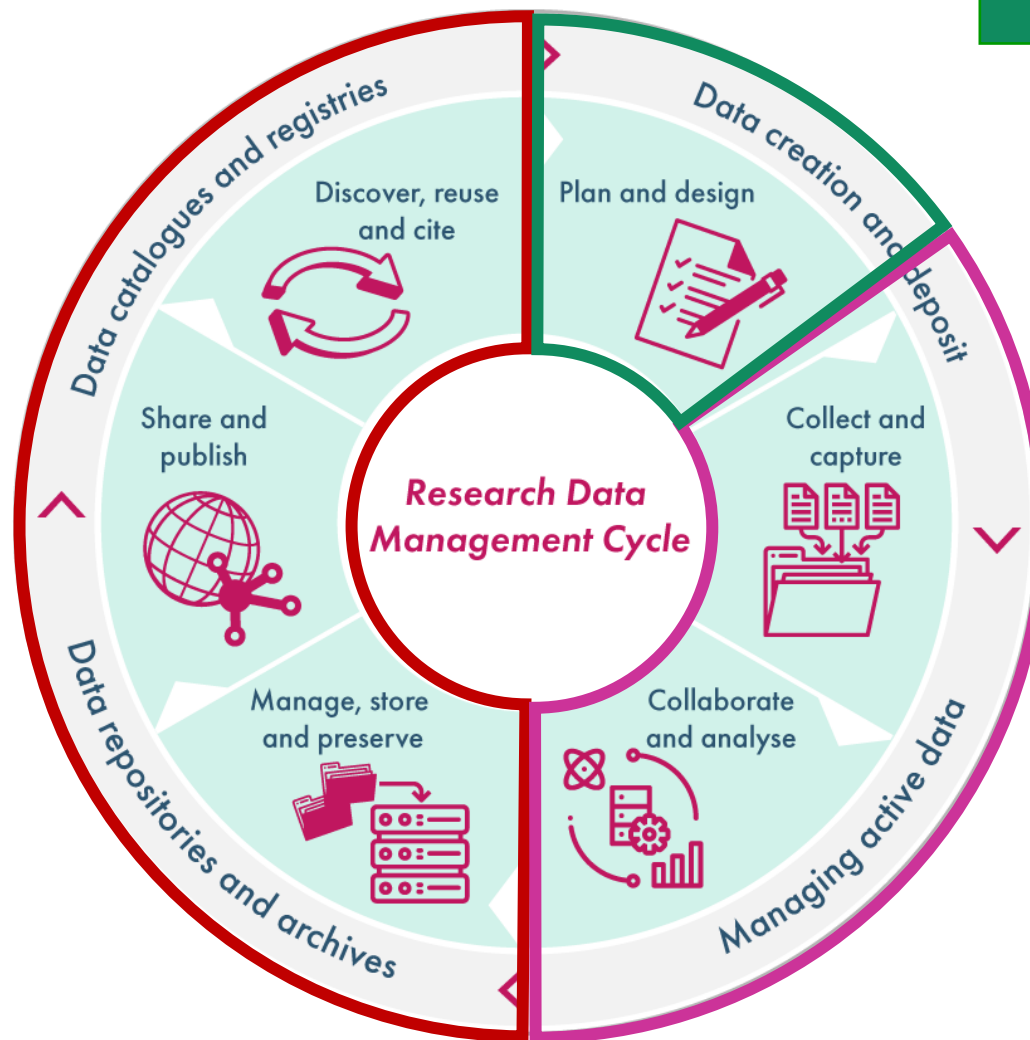 Research Data
Management Cycle
Data creation and deposit
Plan and design
Collect and
capture
Managing active data
Collaborate
and analyse
Data repositories and archives
Manage, store
and preserve
Share and
publish
Data catalogues and registries
Discover, reuse
and cite